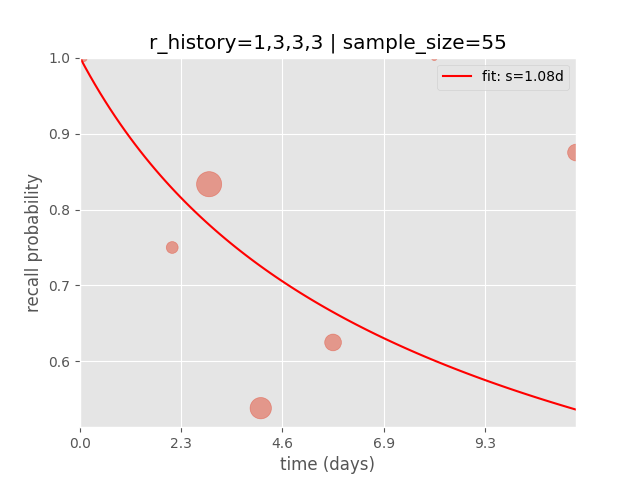 r_history=1,3,3,3 | sample_size=55
fit: s=1.08d
1.0
0.9
0.8
0.7
0.6
recall probability
0.0 2.3 4.6 6.9 9.3
time (days)